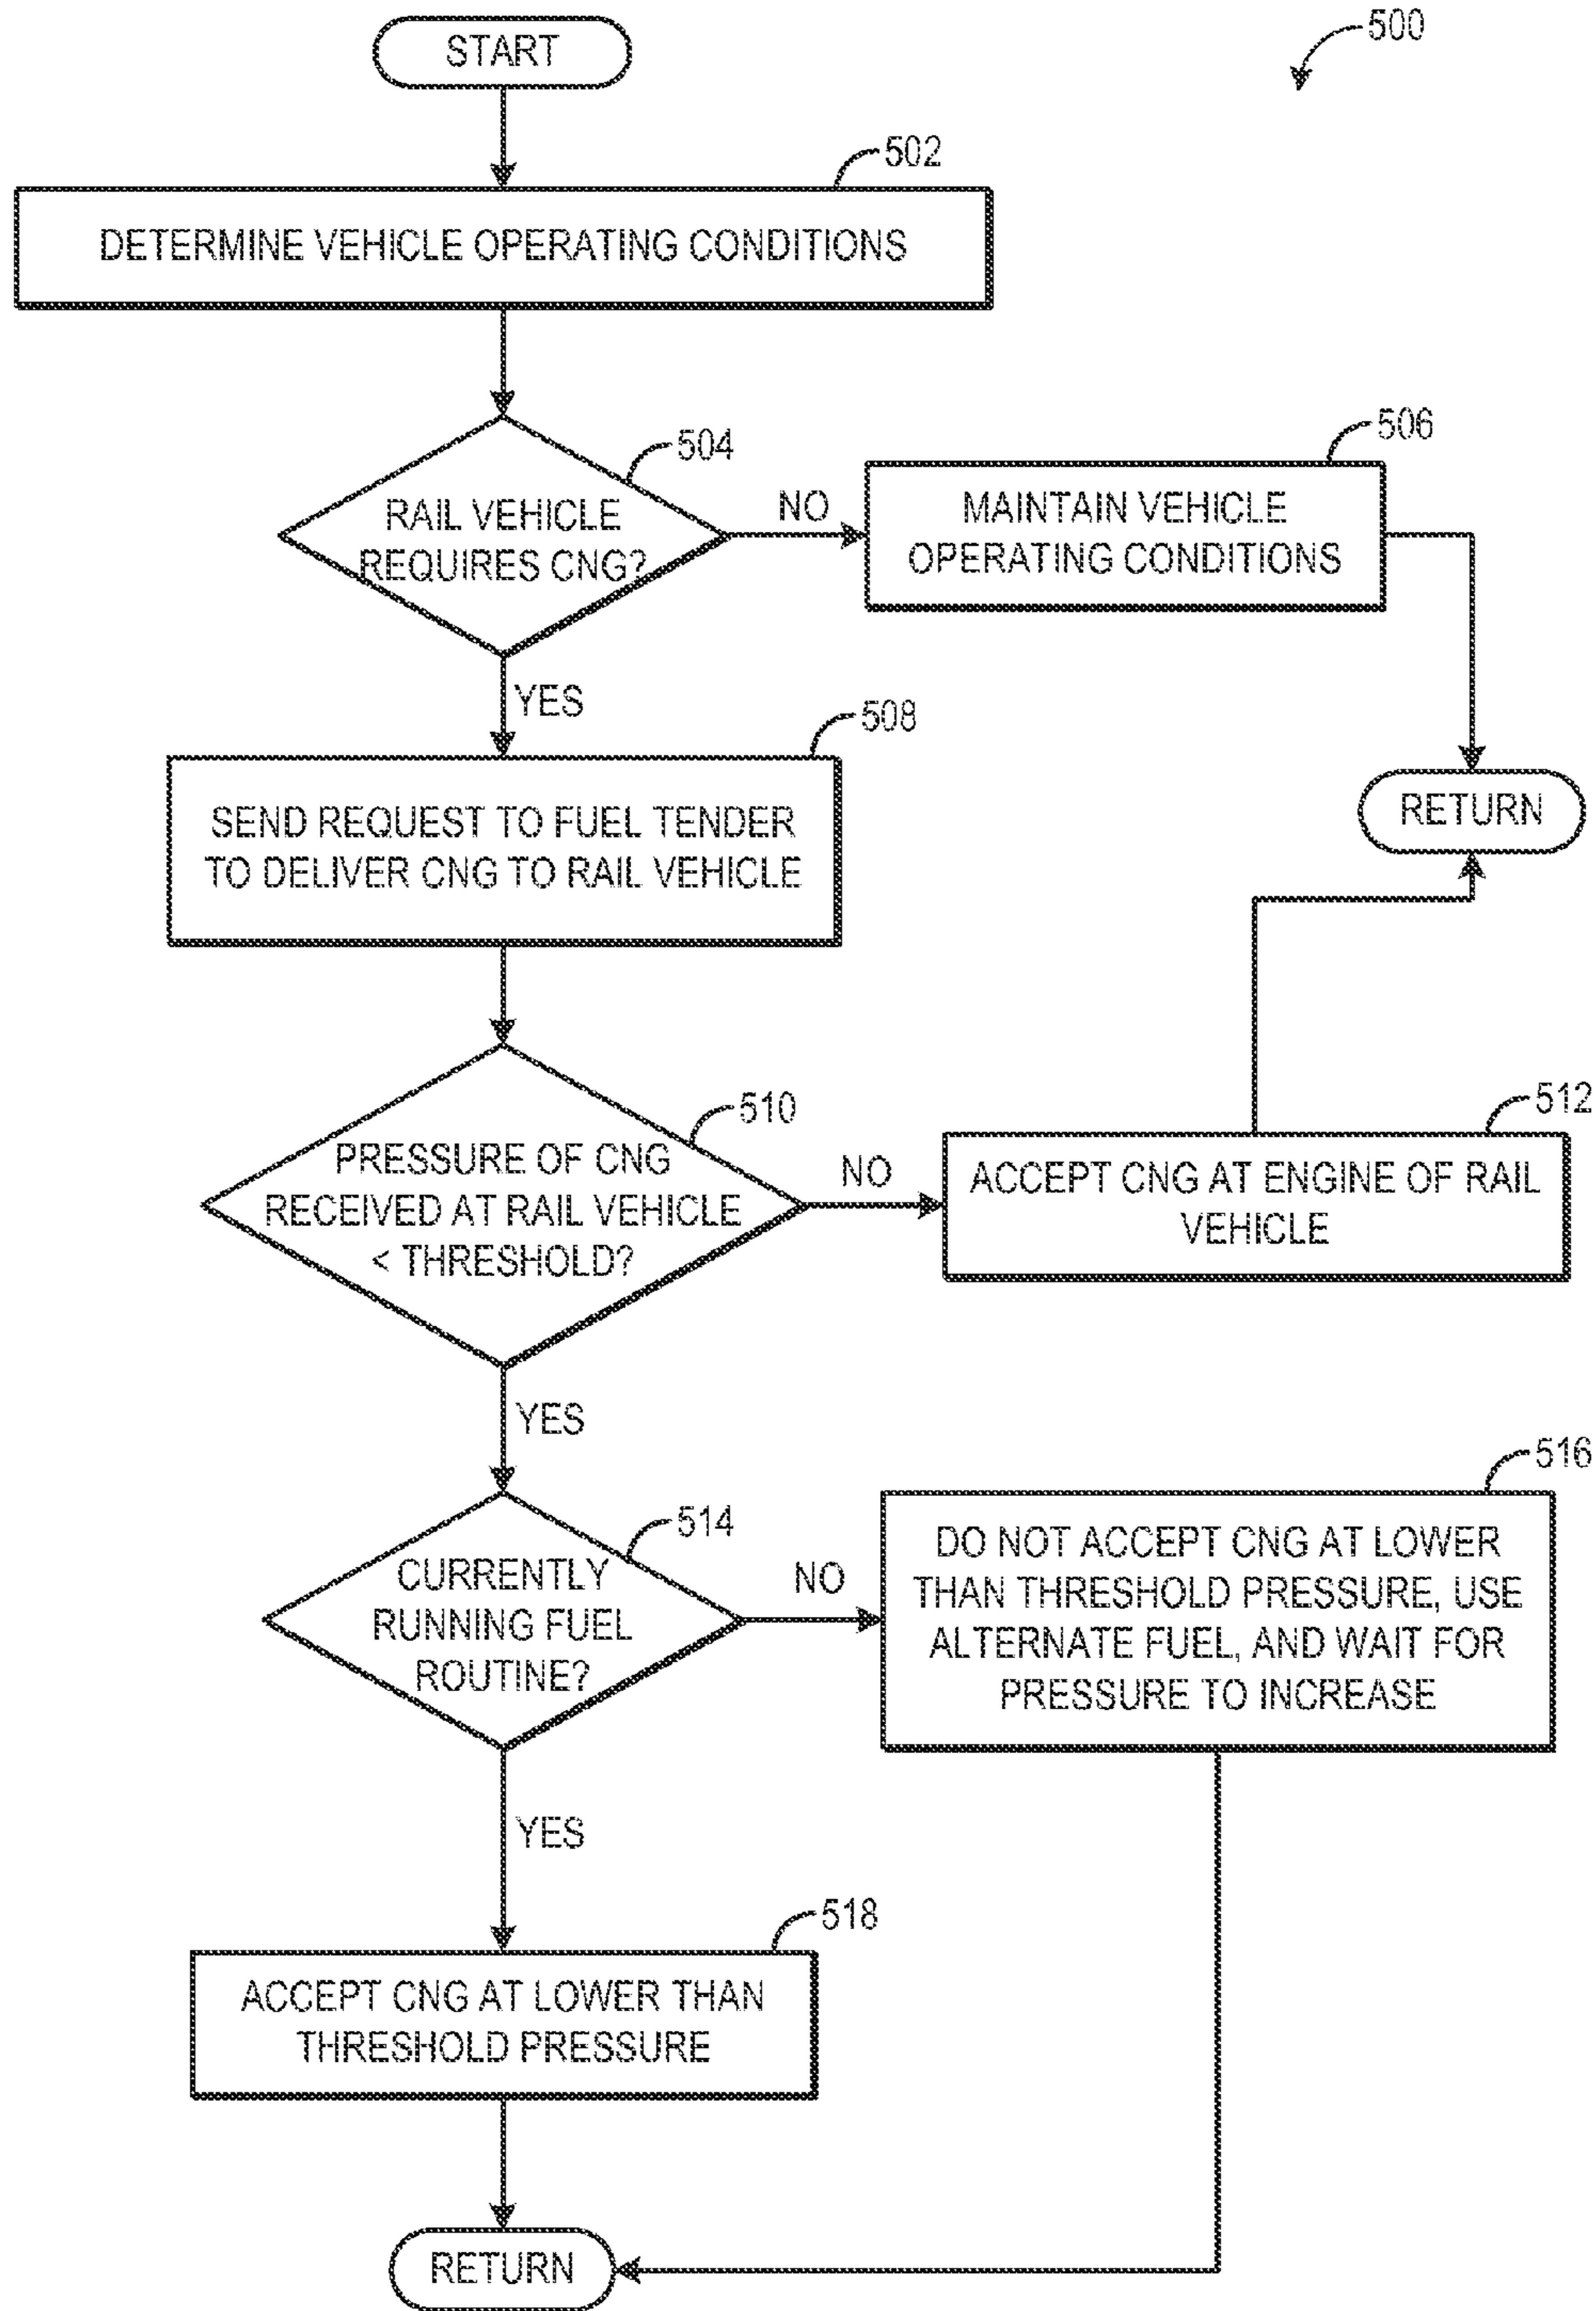 START
500
502
DETERMINE VEHICLE OPERATING CONDITIONS
504
506
RAIL VEHICLE
REQUIRES CNG?
NO
MAINTAIN VEHICLE
OPERATING CONDITIONS
YES
508
SEND REQUEST TO FUEL TENDER
TO DELIVER CNG TO RAIL VEHICLE
RETURN
510
512
PRESSURE OF CNG
RECEIVED AT RAIL VEHICLE
< THRESHOLD?
NO
ACCEPT CNG AT ENGINE OF RAIL
VEHICLE
YES
514
516
CURRENTLY
RUNNING FUEL
ROUTINE?
NO
DO NOT ACCEPT CNG AT LOWER
THAN THRESHOLD PRESSURE, USE
ALTERNATE FUEL, AND WAIT FOR
PRESSURE TO INCREASE
YES
518
ACCEPT CNG AT LOWER THAN
THRESHOLD PRESSURE
RETURN